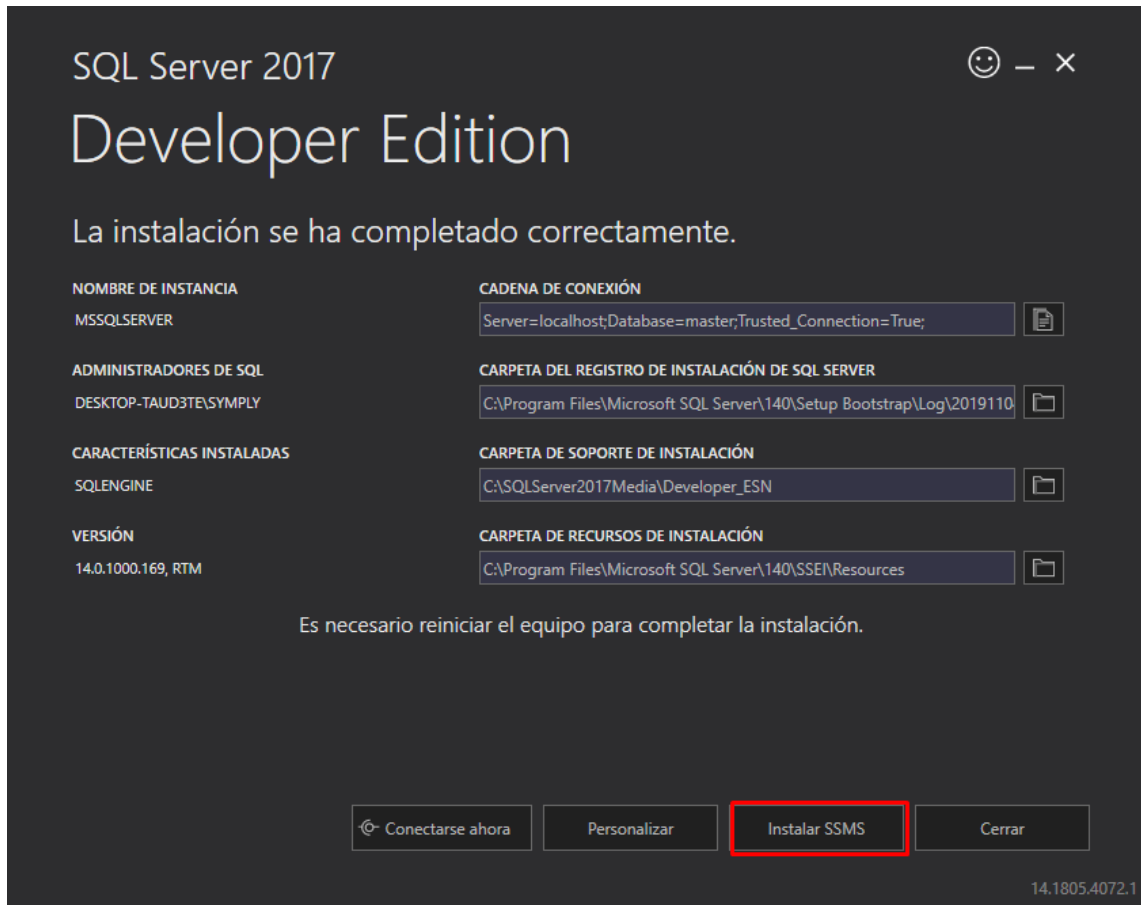 SQL Server 2017
Developer Edition
La instalación se ha completado correctamente.
NOMBRE DE INSTANCIA
MSSQLSERVER
CADENA DE CONEXIÓN
Server=localhost;Database=master;Trusted_Connection=True;
ADMINISTRADORES DE SQL
DESKTOP-TAUD3TE\SYMPLY
CARPETA DEL REGISTRO DE INSTALACIÓN DE SQL SERVER
C:\Program Files\Microsoft SQL Server\140\Setup Bootstrap\Log\2019110
CARACTERÍSTICAS INSTALADAS
SQLENGINE
CARPETA DE SOPORTE DE INSTALACIÓN
C:\SQLServer2017Media\Developer_ESN
VERSIÓN
14.0.1000.169, RTM
CARPETA DE RECURSOS DE INSTALACIÓN
C:\Program Files\Microsoft SQL Server\140\SSEI\Resources
Es necesario reiniciar el equipo para completar la instalación.
Conectarse ahora
Personalizar
Instalar SSMS
Cerrar
14.1805.4072.1